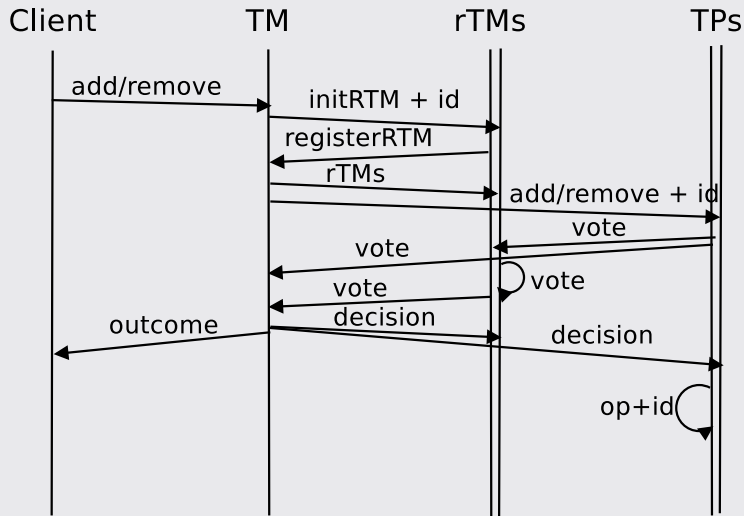 Client TM rTMs TPs
add/remove
initRTM + id
registerRTM
rTMs
add/remove + id
vote
vote
vote
vote
decision
outcome
decision
op+id